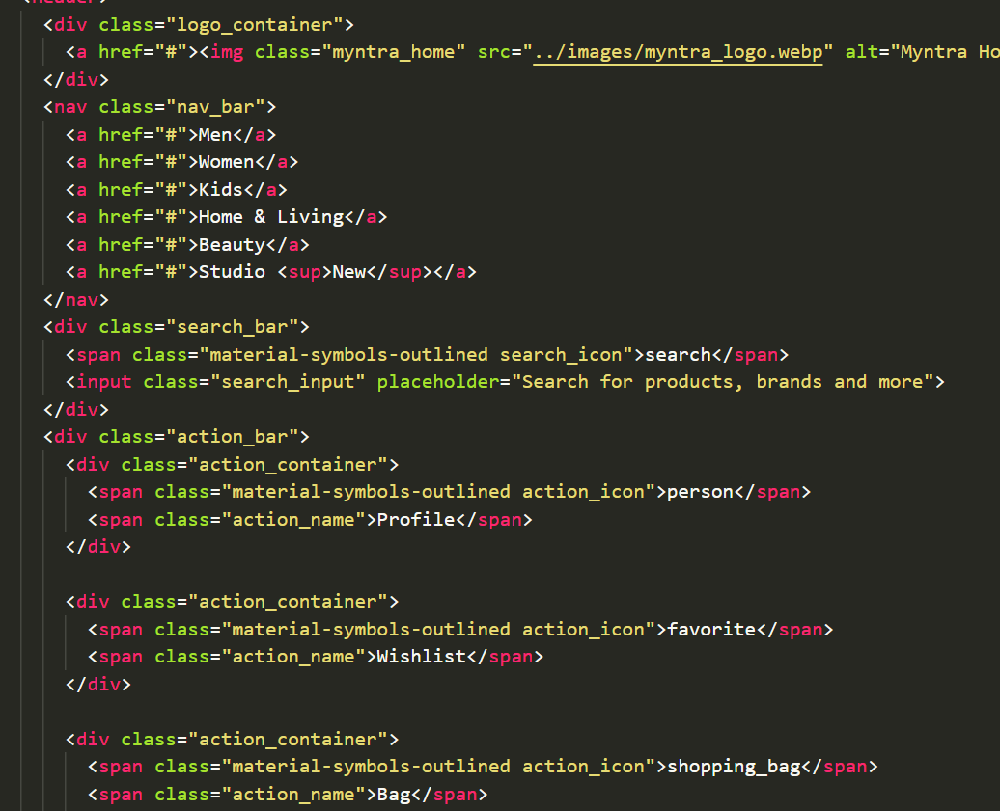 <header>
<div class="logo_container">
<a href="#"><img class="myntra_home" src="../images/myntra_logo.webp" alt="Myntra Ho
</div>
<nav class="nav_bar">
<a href="#">Men</a>
<a href="#">Women</a>
<a href="#">Kids</a>
<a href="#">Home & Living</a>
<a href="#">Beauty</a>
<a href="#">Studio <sup>New</sup></a>
</nav>
<div class="search_bar">
<span class="material-symbols-outlined search_icon">search</span>
<input class="search_input" placeholder="Search for products, brands and more">
</div>
<div class="action_bar">
<div class="action_container">
<span class="material-symbols-outlined action_icon">person</span>
<span class="action_name">Profile</span>
</div>
<div class="action_container">
<span class="material-symbols-outlined action_icon">favorite</span>
<span class="action_name">Wishlist</span>
</div>
<div class="action_container">
<span class="material-symbols-outlined action_icon">shopping_bag</span>
<span class="action_name">Bag</span>